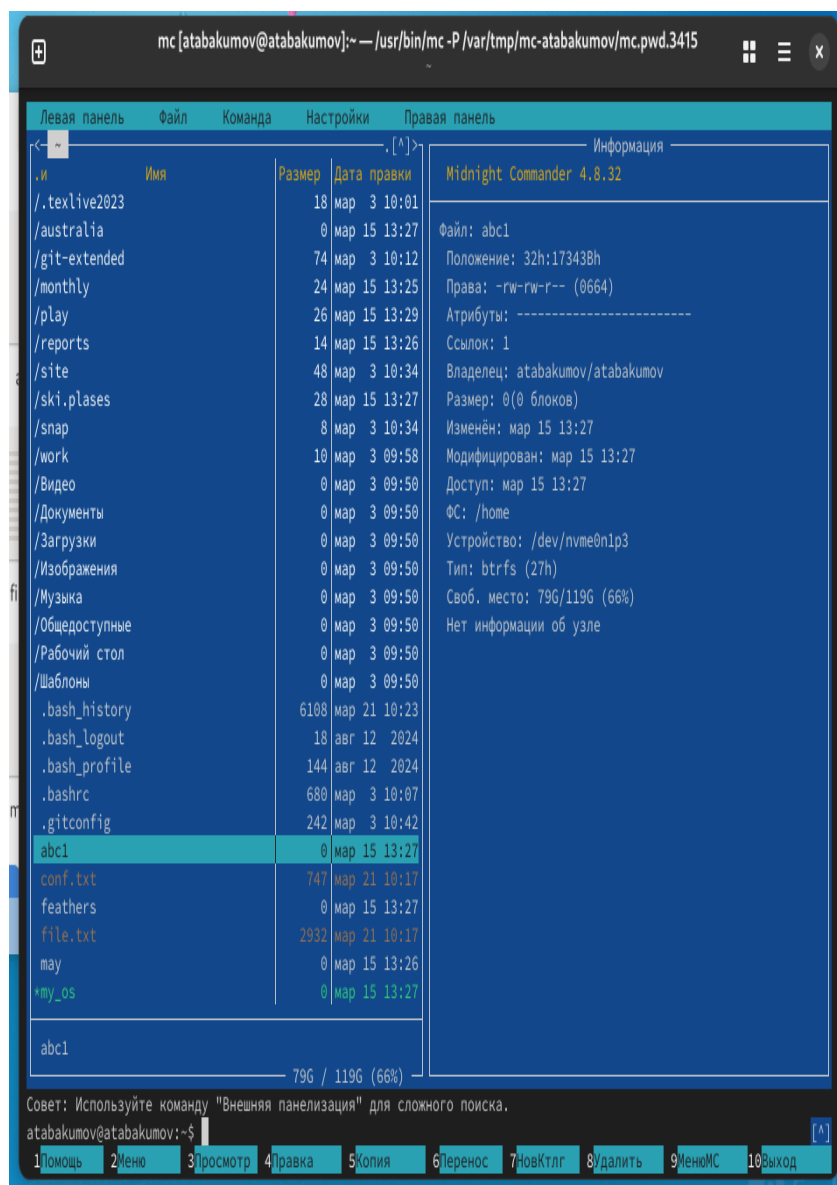 mc [atabakumov@atabakumov]:~ — /usr/bin/mc -P /var/tmp/mc-atabakumov/mc.pwd.3415
~
Левая панель Файл Команда Настройки Правая панель
<- ~ .[^]>
.и Имя Размер Дата правки
/.texlive2023 18 мар 3 10:01
/australia 0 мар 15 13:27
/git-extended 74 мар 3 10:12
/monthly 24 мар 15 13:25
/play 26 мар 15 13:29
/reports 14 мар 15 13:26
/site 48 мар 3 10:34
/ski.plases 28 мар 15 13:27
/snap 8 мар 3 10:34
/work 10 мар 3 09:58
/Видео 0 мар 3 09:50
/Документы 0 мар 3 09:50
/Загрузки 0 мар 3 09:50
/Изображения 0 мар 3 09:50
/Музыка 0 мар 3 09:50
/Общедоступные 0 мар 3 09:50
/Рабочий стол 0 мар 3 09:50
/Шаблоны 0 мар 3 09:50
.bash_history 6108 мар 21 10:23
.bash_logout 18 авг 12 2024
.bash_profile 144 авг 12 2024
.bashrc 680 мар 3 10:07
.gitconfig 242 мар 3 10:42
abc1 0 мар 15 13:27
conf.txt 747 мар 21 10:17
feathers 0 мар 15 13:27
file.txt 2932 мар 21 10:17
may 0 мар 15 13:26
*my_os 0 мар 15 13:27
abc1
79G / 119G (66%)
Информация
Midnight Commander 4.8.32
Файл: abc1
Положение: 32h:17343Bh
Права: -rw-rw-r-- (0664)
Атрибуты: -------------------------
Ссылок: 1
Владелец: atabakumov/atabakumov
Размер: 0(0 блоков)
Изменён: мар 15 13:27
Модифицирован: мар 15 13:27
Доступ: мар 15 13:27
ФС: /home
Устройство: /dev/nvme0n1p3
Тип: btrfs (27h)
Своб. место: 79G/119G (66%)
Нет информации об узле
Совет: Используйте команду "Внешняя панелизация" для сложного поиска.
atabakumov@atabakumov:~$ [^]
1Помощь 2Меню 3Просмотр 4Правка 5Копия 6Перенос 7НовКтлг 8Удалить 9МенюМС 10Выход